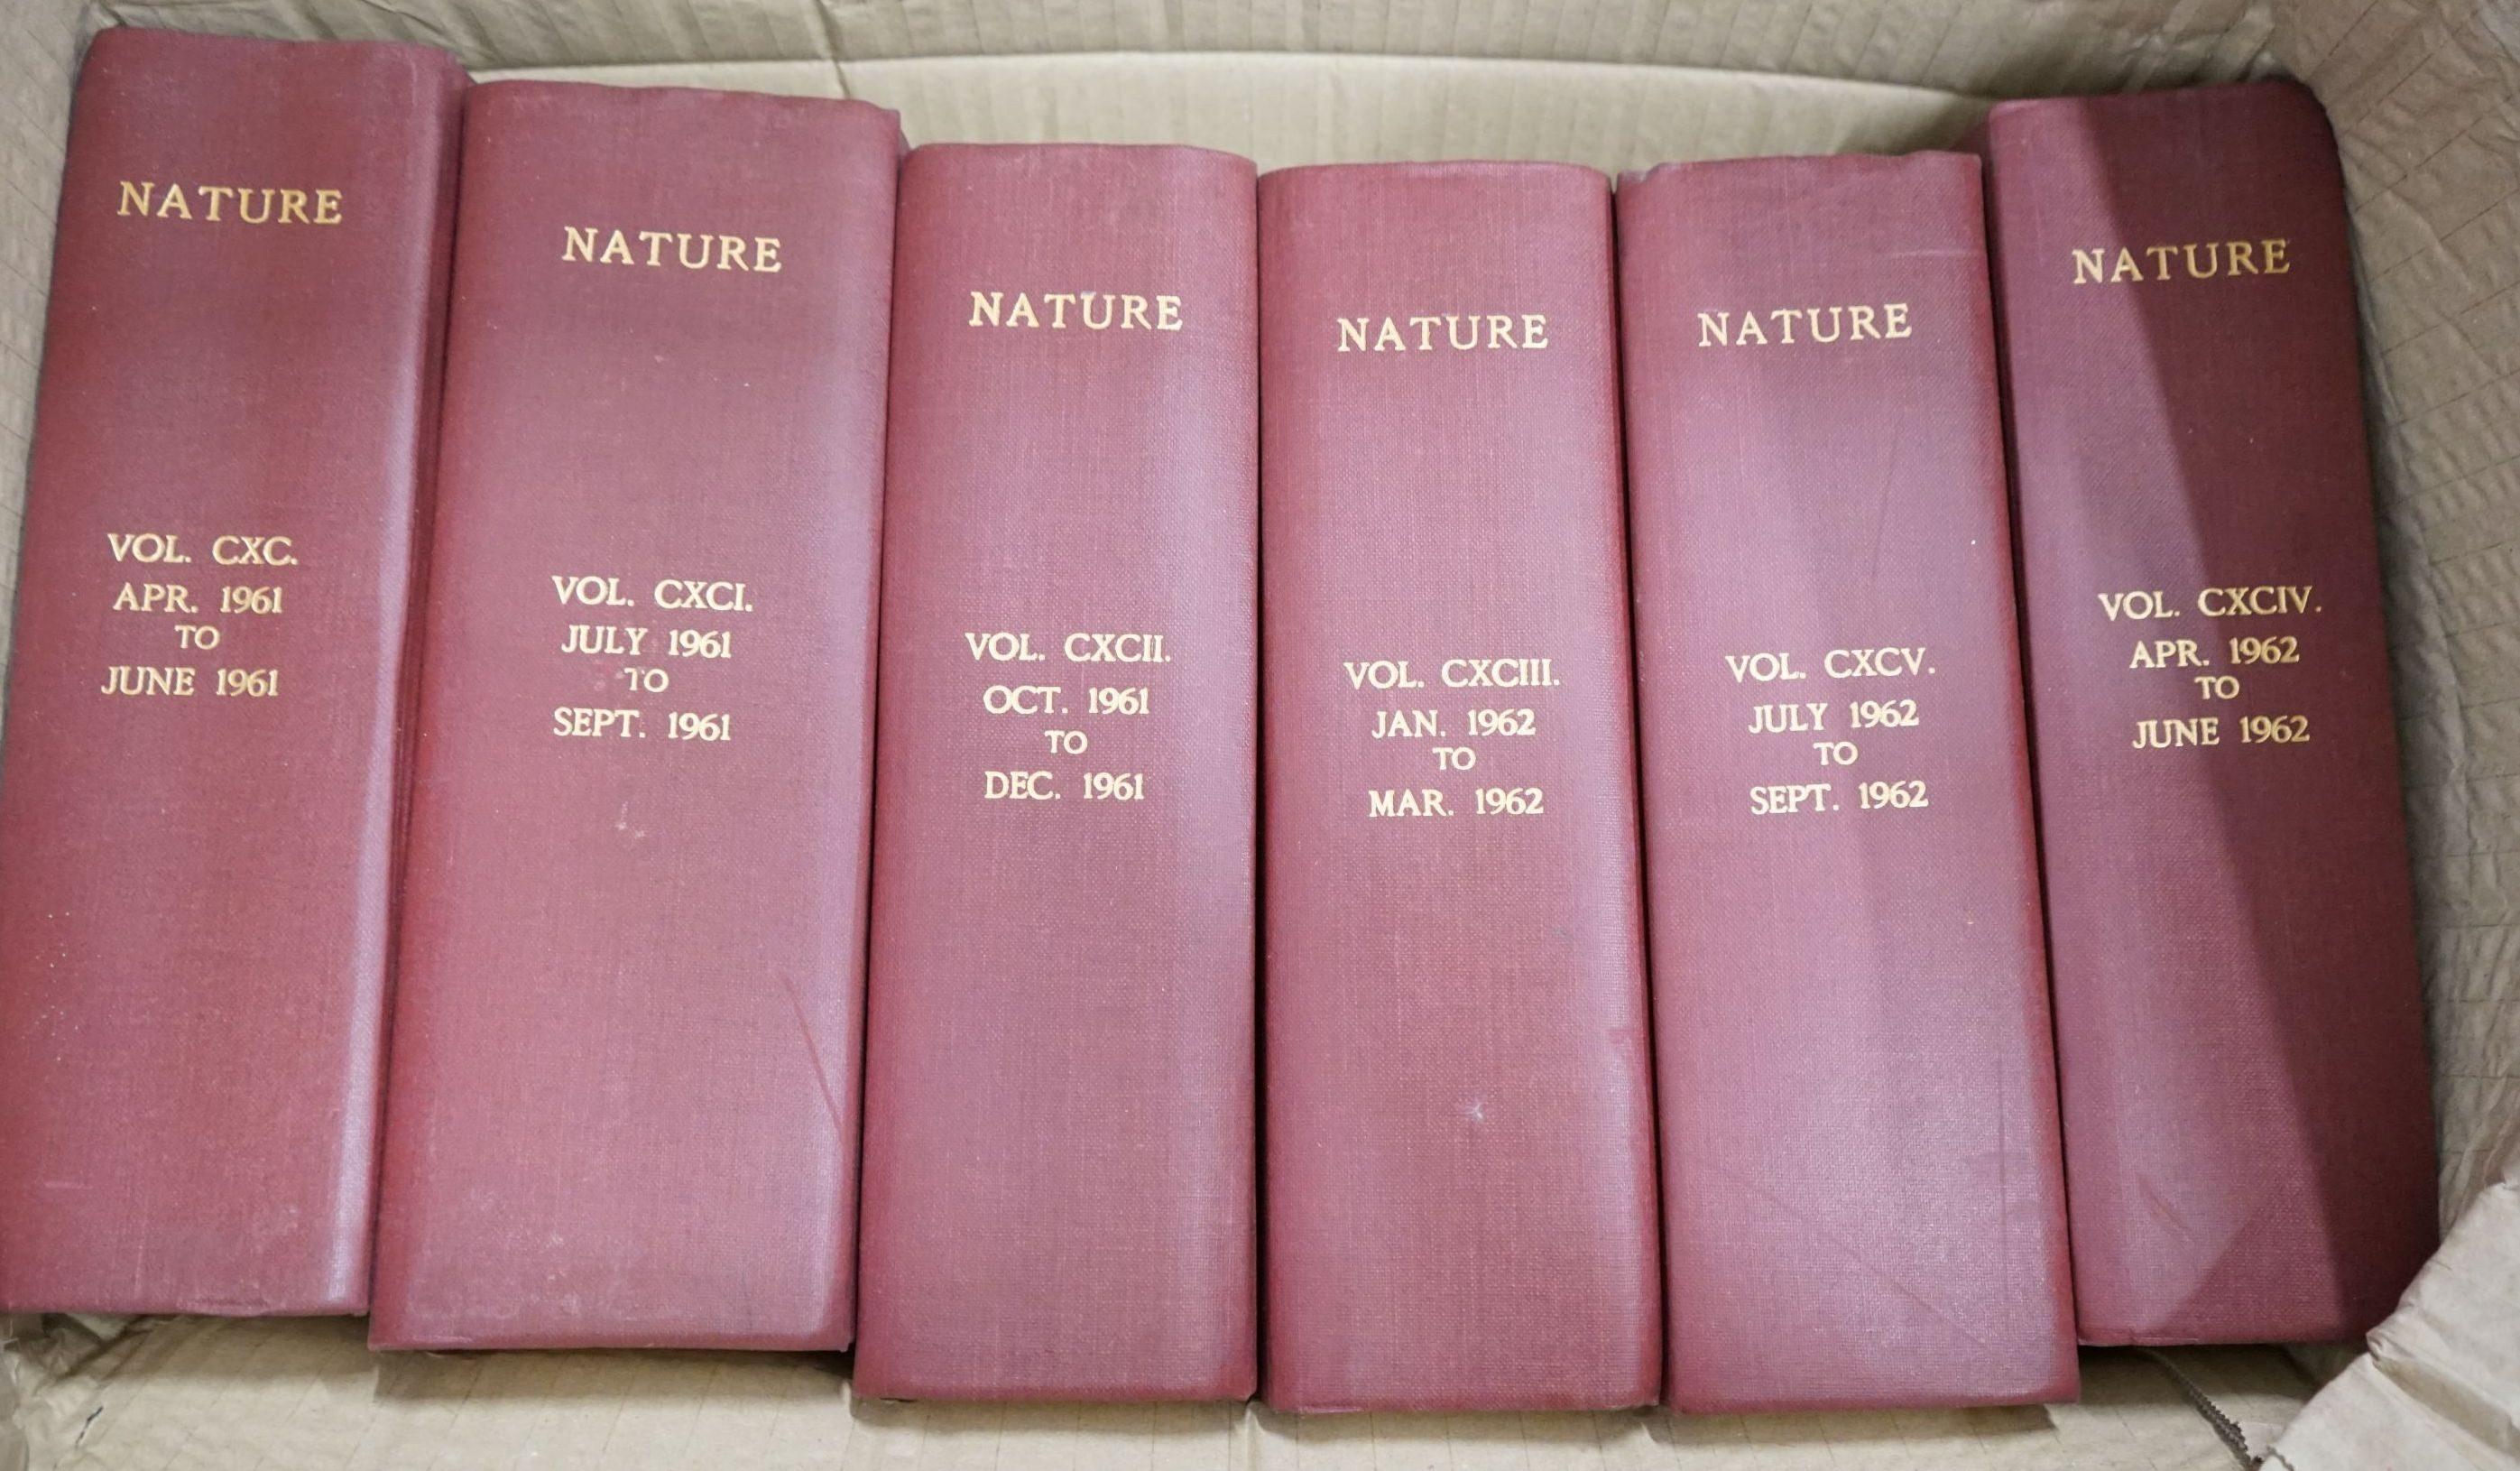 NATURE
VOL. CXC.
APR. 1961
TO
JUNE 1961
NATURE
VOL. CXCI.
JULY 1961
TO
SEPT. 1961
NATURE
VOL. CXCII.
OCT. 1961
TO
DEC. 1961
NATURE
VOL. CXCIII.
JAN. 1962
TO
MAR. 1962
NATURE
VOL. CXCV.
JULY 1962
TO
SEPT. 1962
NATURE
VOL. CXCIV.
APR. 1962
TO
JUNE 1962